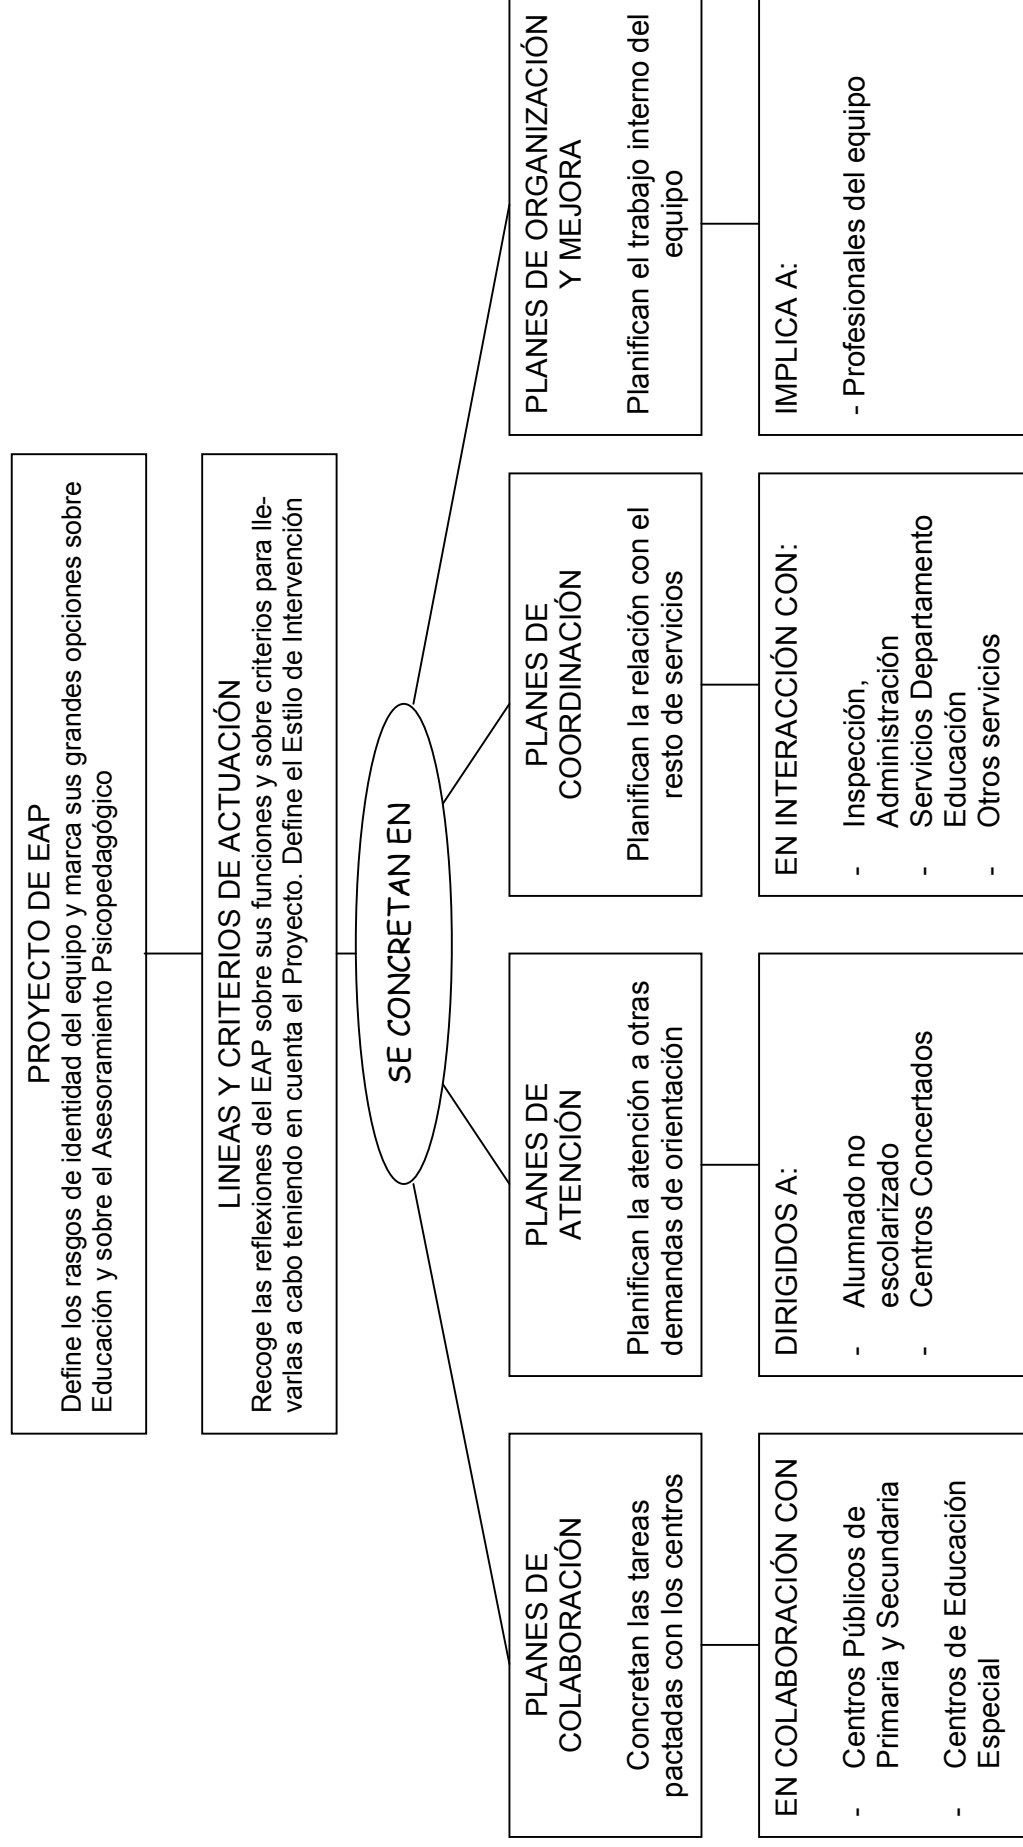 PROYECTO DE EAP
Define los rasgos de identidad del equipo y marca sus grandes opciones sobre
Educación y sobre el Asesoramiento Psicopedagógico
LINEAS Y CRITERIOS DE ACTUACIÓN
Recoge las reflexiones del EAP sobre sus funciones y sobre criterios para lle-
varlas a cabo teniendo en cuenta el Proyecto. Define el Estilo de Intervención
SE CONCRETAN EN
PLANES DE
COLABORACIÓN
Concretan las tareas
pactadas con los centros
EN COLABORACIÓN CON
- Centros Públicos de
Primaria y Secundaria
- Centros de Educación
Especial
PLANES DE
ATENCIÓN
Planifican la atención a otras
demandas de orientación
DIRIGIDOS A:
- Alumnado no
escolarizado
- Centros Concertados
PLANES DE
COORDINACIÓN
Planifican la relación con el
resto de servicios
EN INTERACCIÓN CON:
- Inspección,
Administración
- Servicios Departamento
Educación
- Otros servicios
PLANES DE ORGANIZACIÓN
Y MEJORA
Planifican el trabajo interno del
equipo
IMPLICA A:
- Profesionales del equipo